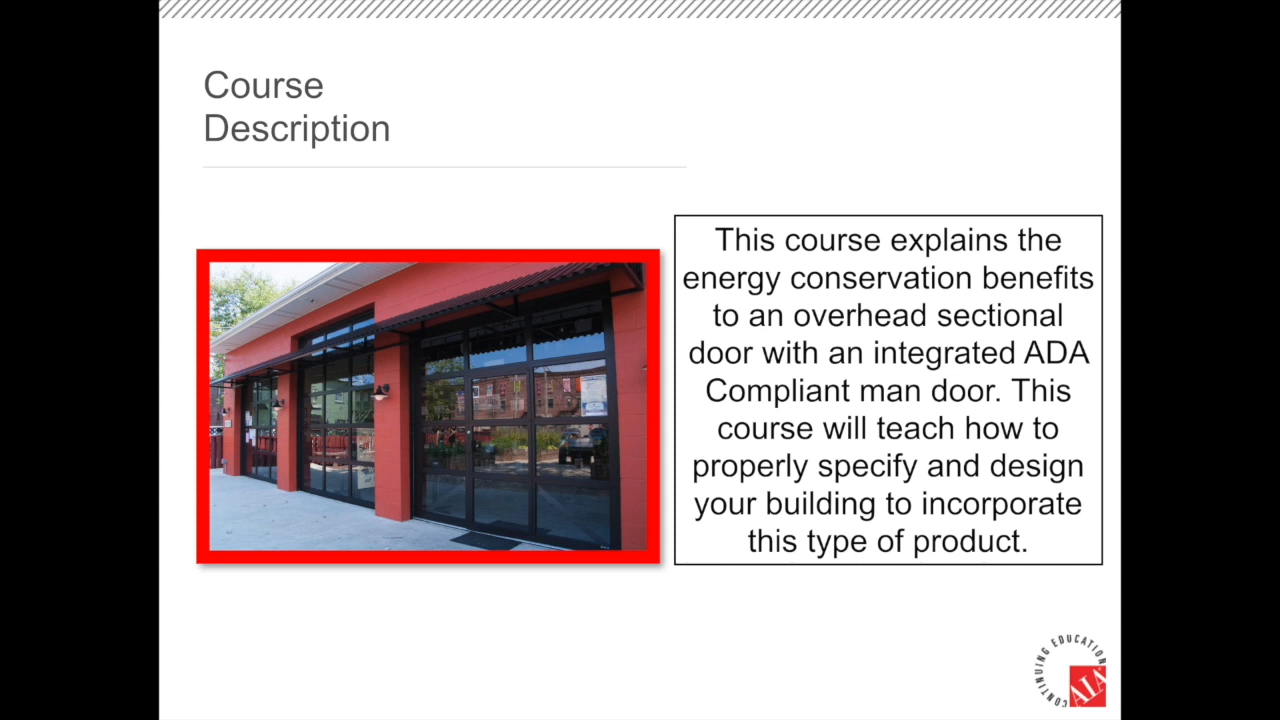 Course
Description
This course explains the
energy conservation benefits
to an overhead sectional
door with an integrated ADA
Compliant man door. This
course will teach how to
properly specify and design
your building to incorporate
this type of product.
CONTINUING EDUCATION
AIA